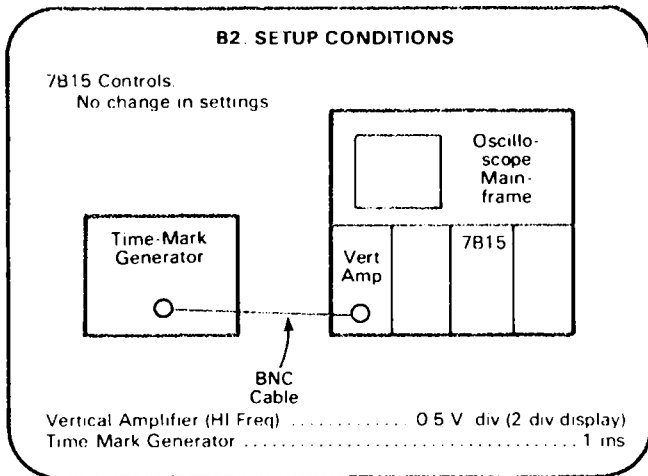 B2. SETUP CONDITIONS
7B15 Controls.
No change in settings
Oscillo-
scope
Main-
frame
Time-Mark
Generator
Vert
Amp
7B15
BNC
Cable
Vertical Amplifier (HI Freq) ............ 0 5 V div (2 div display)
Time Mark Generator ................................ 1 ms